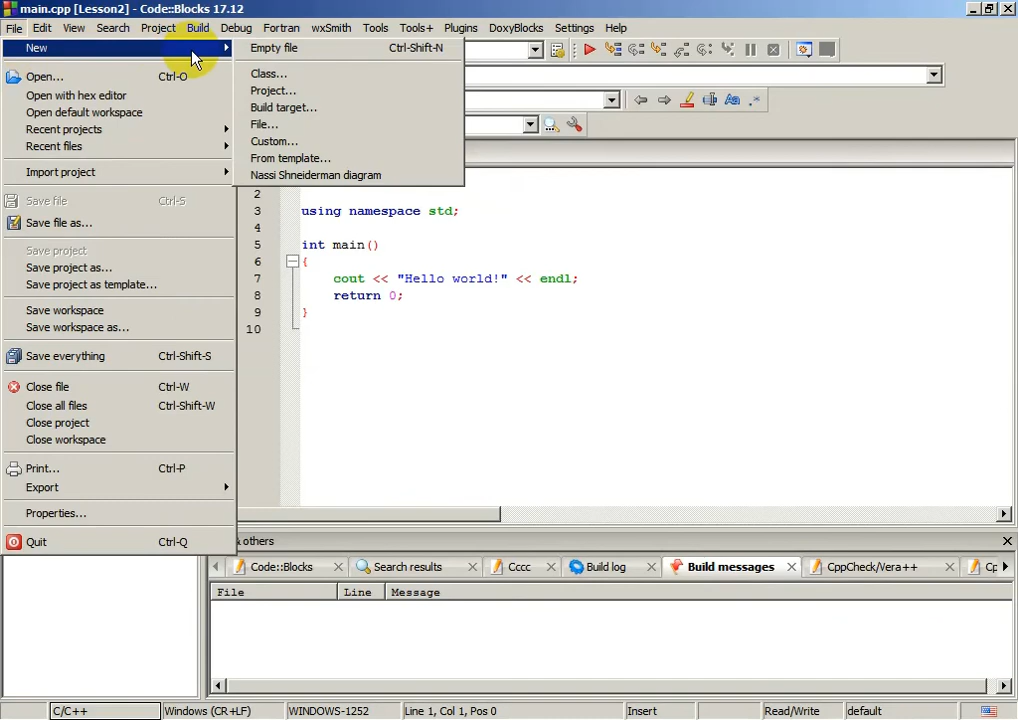 main.cpp [Lesson2] - Code::Blocks 17.12
File Edit View Search Project Build Debug Fortran wxSmith Tools Tools+ Plugins DoxyBlocks Settings Help
New
Empty file Ctrl-Shift-N
Class...
Project...
Build target...
File...
Custom...
From template...
Nassi Shneiderman diagram
Open... Ctrl-O
Open with hex editor
Open default workspace
Recent projects
Recent files
Import project
Save file Ctrl-S
Save file as...
Save project
Save project as...
Save project as template...
Save workspace
Save workspace as...
Save everything Ctrl-Shift-S
Close file Ctrl-W
Close all files Ctrl-Shift-W
Close project
Close workspace
Print... Ctrl-P
Export
Properties...
Quit Ctrl-Q
Aa .*
2
3 using namespace std;
4
5 int main()
6 {
7 cout << "Hello world!" << endl;
8 return 0;
9 }
10
& others
Code::Blocks Search results Cccc Build log Build messages CppCheck/Vera++ Cp
File Line Message
C/C++ Windows (CR+LF) WINDOWS-1252 Line 1, Col 1, Pos 0 Insert Read/Write default